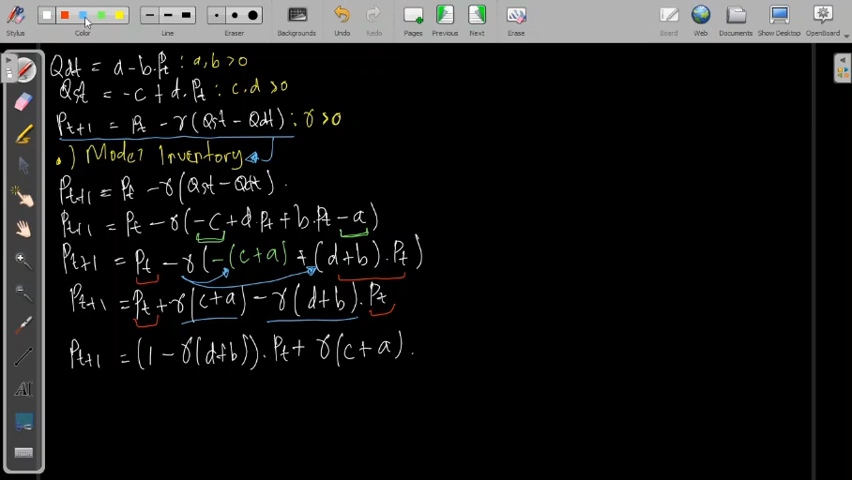 Stylus Color Line Eraser Backgrounds Undo Redo Pages Previous Next Erase Board Web Documents Show Desktop OpenBoard
Qdt = a - b.Pt : a,b >0
Qst = -c + d.Pt : c,d >0
Pt+1 = Pt - γ(Qst - Qdt) : γ >0
.) Model Inventory
Pt+1 = Pt - γ(Qst - Qdt).
Pt+1 = Pt - γ(-c + d.Pt + b.Pt - a)
Pt+1 = Pt - γ(-(c+a) + (d+b).Pt)
Pt+1 = Pt + γ(c+a) - γ(d+b).Pt
Pt+1 = (1 - γ(d+b)).Pt + γ(c+a).